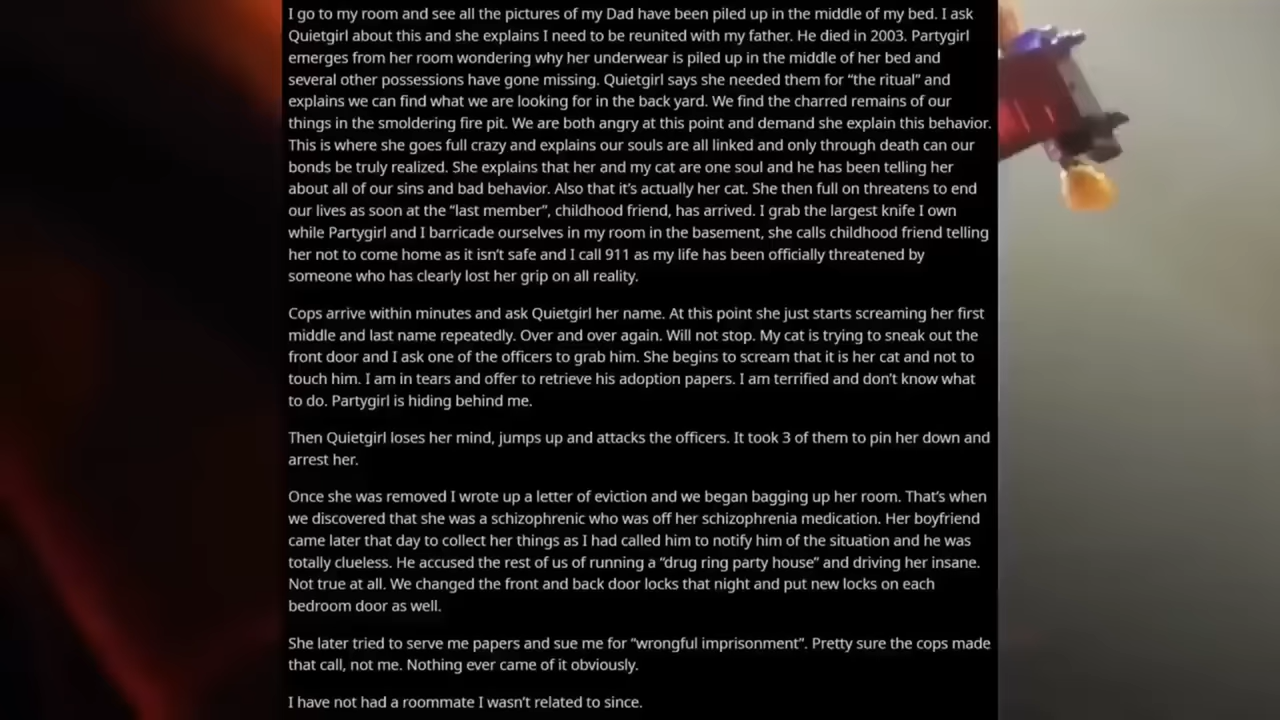 I go to my room and see all the pictures of my Dad have been piled up in the middle of my bed. I ask
Quietgirl about this and she explains I need to be reunited with my father. He died in 2003. Partygirl
emerges from her room wondering why her underwear is piled up in the middle of her bed and
several other possessions have gone missing. Quietgirl says she needed them for “the ritual” and
explains we can find what we are looking for in the back yard. We find the charred remains of our
things in the smoldering fire pit. We are both angry at this point and demand she explain this behavior.
This is where she goes full crazy and explains our souls are all linked and only through death can our
bonds be truly realized. She explains that her and my cat are one soul and he has been telling her
about all of our sins and bad behavior. Also that it’s actually her cat. She then full on threatens to end
our lives as soon at the “last member”, childhood friend, has arrived. I grab the largest knife I own
while Partygirl and I barricade ourselves in my room in the basement, she calls childhood friend telling
her not to come home as it isn’t safe and I call 911 as my life has been officially threatened by
someone who has clearly lost her grip on all reality.
Cops arrive within minutes and ask Quietgirl her name. At this point she just starts screaming her first
middle and last name repeatedly. Over and over again. Will not stop. My cat is trying to sneak out the
front door and I ask one of the officers to grab him. She begins to scream that it is her cat and not to
touch him. I am in tears and offer to retrieve his adoption papers. I am terrified and don’t know what
to do. Partygirl is hiding behind me.
Then Quietgirl loses her mind, jumps up and attacks the officers. It took 3 of them to pin her down and
arrest her.
Once she was removed I wrote up a letter of eviction and we began bagging up her room. That’s when
we discovered that she was a schizophrenic who was off her schizophrenia medication. Her boyfriend
came later that day to collect her things as I had called him to notify him of the situation and he was
totally clueless. He accused the rest of us of running a “drug ring party house” and driving her insane.
Not true at all. We changed the front and back door locks that night and put new locks on each
bedroom door as well.
She later tried to serve me papers and sue me for “wrongful imprisonment”. Pretty sure the cops made
that call, not me. Nothing ever came of it obviously.
I have not had a roommate I wasn’t related to since.